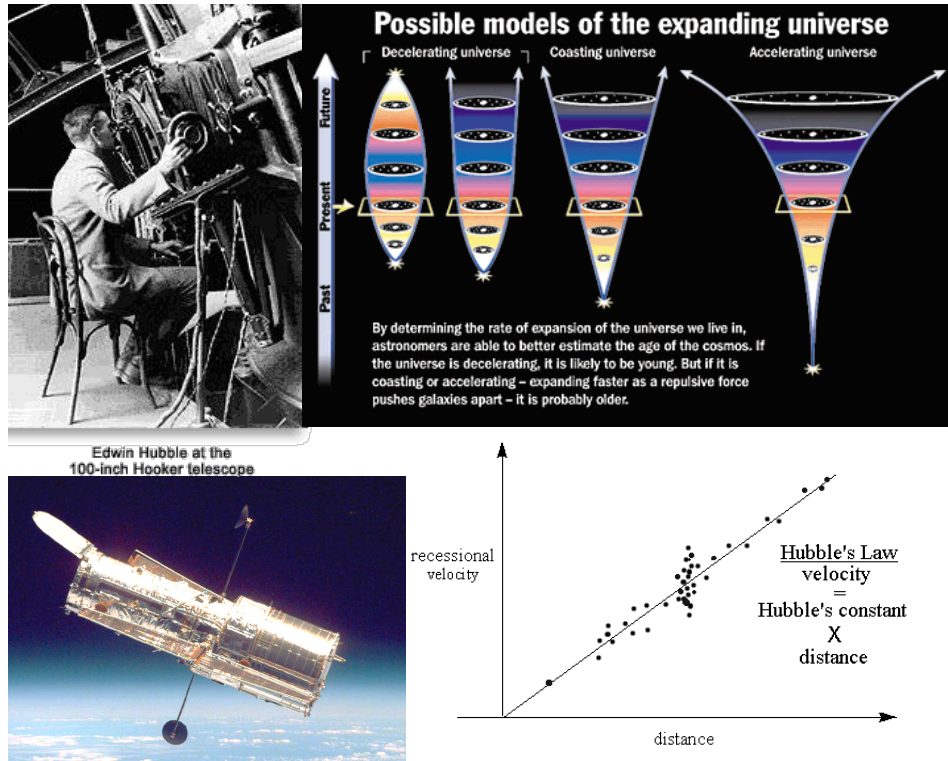 Possible models of the expanding universe
Decelerating universe
Coasting universe
Accelerating universe
Future
Present
Past
By determining the rate of expansion of the universe we live in,
astronomers are able to better estimate the age of the cosmos. If
the universe is decelerating, it is likely to be young. But if it is
coasting or accelerating – expanding faster as a repulsive force
pushes galaxies apart – it is probably older.
Edwin Hubble at the
100-inch Hooker telescope
recessional
velocity
Hubble's Law
velocity
=
Hubble's constant
X
distance
distance